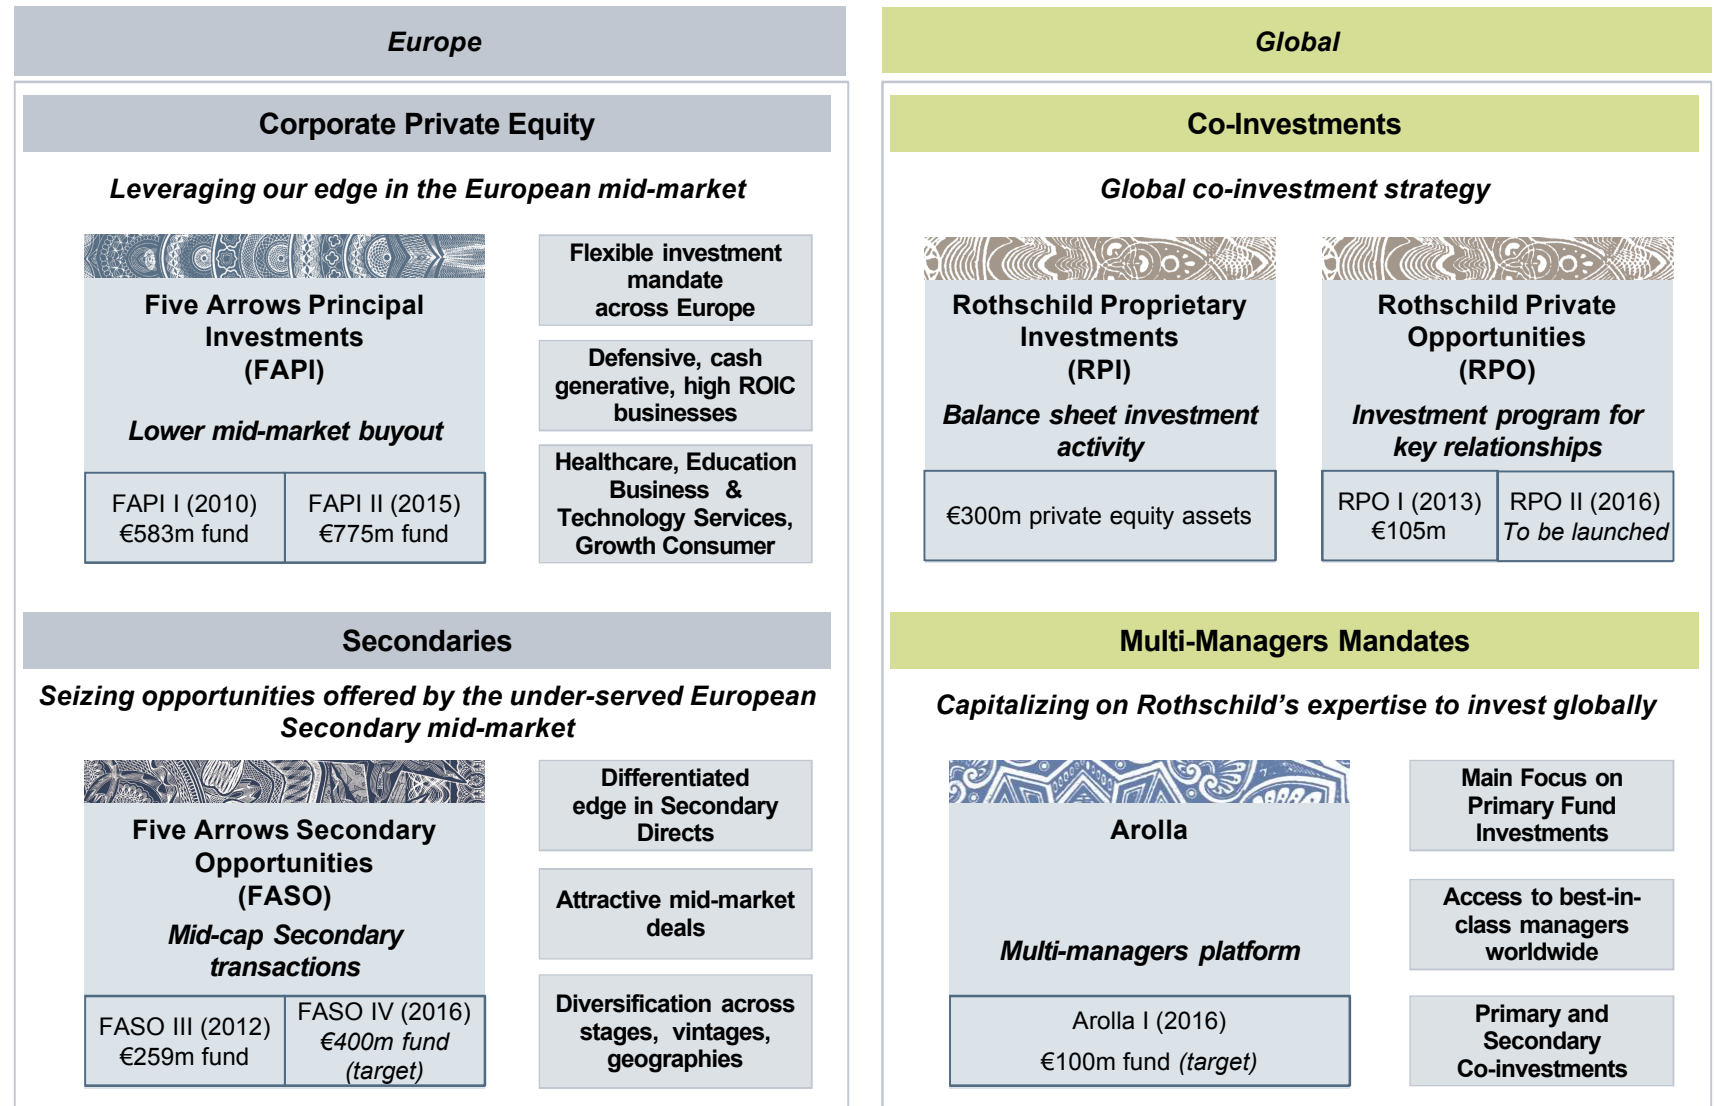 Europe
Corporate Private Equity
Leveraging our edge in the European mid-market
Five Arrows Principal
Investments
(FAPI)
Lower mid-market buyout
FAPI I (2010)
€583m fund
FAPI II (2015)
€775m fund
Flexible investment
mandate
across Europe
Defensive, cash
generative, high ROIC
businesses
Healthcare, Education
Business &
Technology Services,
Growth Consumer
Secondaries
Seizing opportunities offered by the under-served European
Secondary mid-market
Five Arrows Secondary
Opportunities
(FASO)
Mid-cap Secondary
transactions
FASO III (2012)
€259m fund
FASO IV (2016)
€400m fund
(target)
Differentiated
edge in Secondary
Directs
Attractive mid-market
deals
Diversification across
stages, vintages,
geographies
Global
Co-Investments
Global co-investment strategy
Rothschild Proprietary
Investments
(RPI)
Balance sheet investment
activity
€300m private equity assets
Rothschild Private
Opportunities
(RPO)
Investment program for
key relationships
RPO I (2013)
€105m
RPO II (2016)
To be launched
Multi-Managers Mandates
Capitalizing on Rothschild's expertise to invest globally
Arolla
Multi-managers platform
Arolla I (2016)
€100m fund (target)
Main Focus on
Primary Fund
Investments
Access to best-in-
class managers
worldwide
Primary and
Secondary
Co-investments